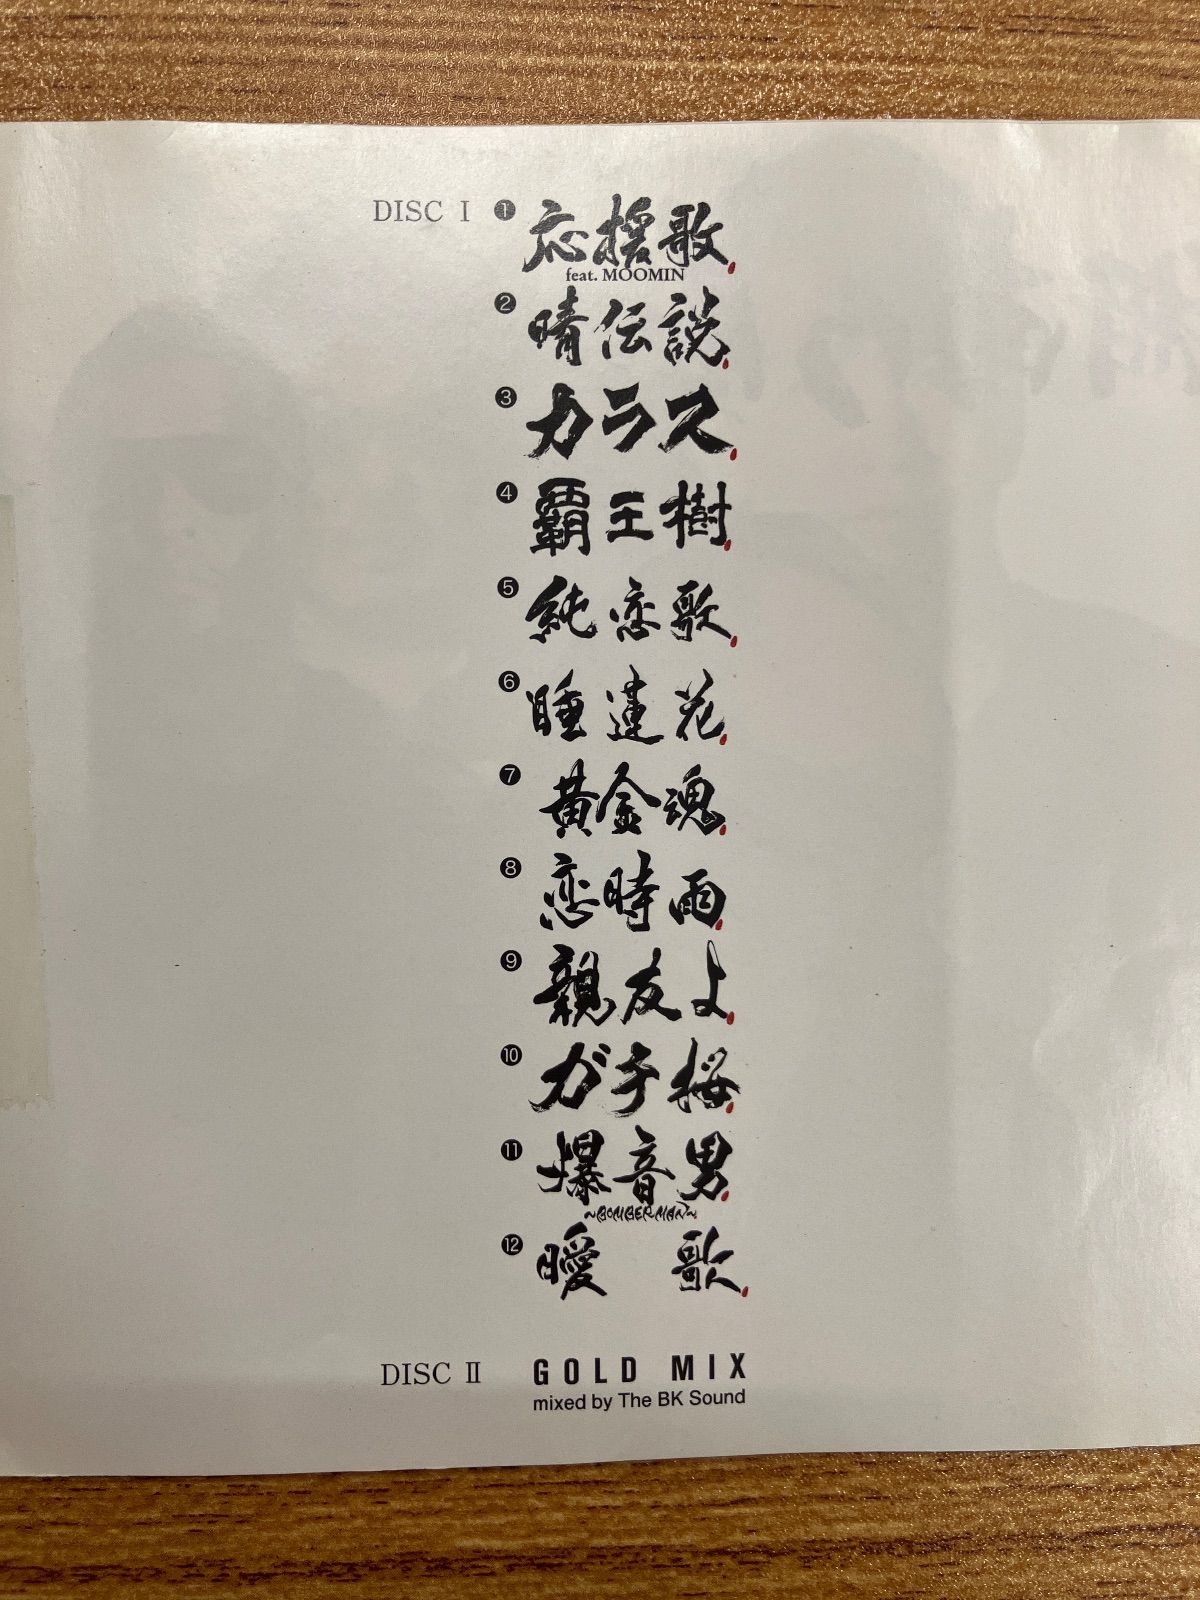 DISC Ⅰ ❶ 応援歌
feat. MOOMIN
❷ 晴伝説
❸ カラス
❹ 覇王樹
❺ 純恋歌
❻ 睡蓮花
❼ 黄金魂
❽ 恋時雨
❾ 親友よ
❿ ガチ桜
⓫ 爆音男
~BOMBER MAN~
⓬ 曖歌
DISC Ⅱ GOLD MIX
mixed by The BK Sound